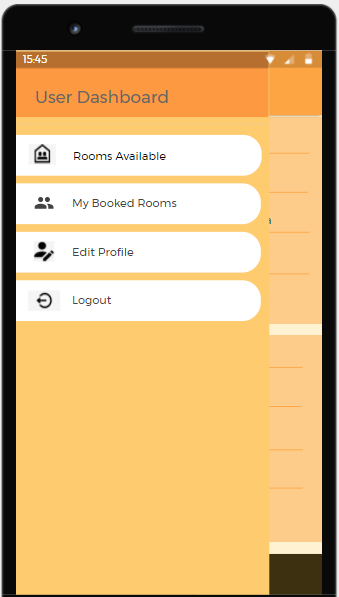 15:45
User Dashboard
Rooms Available
My Booked Rooms
a
Edit Profile
Logout